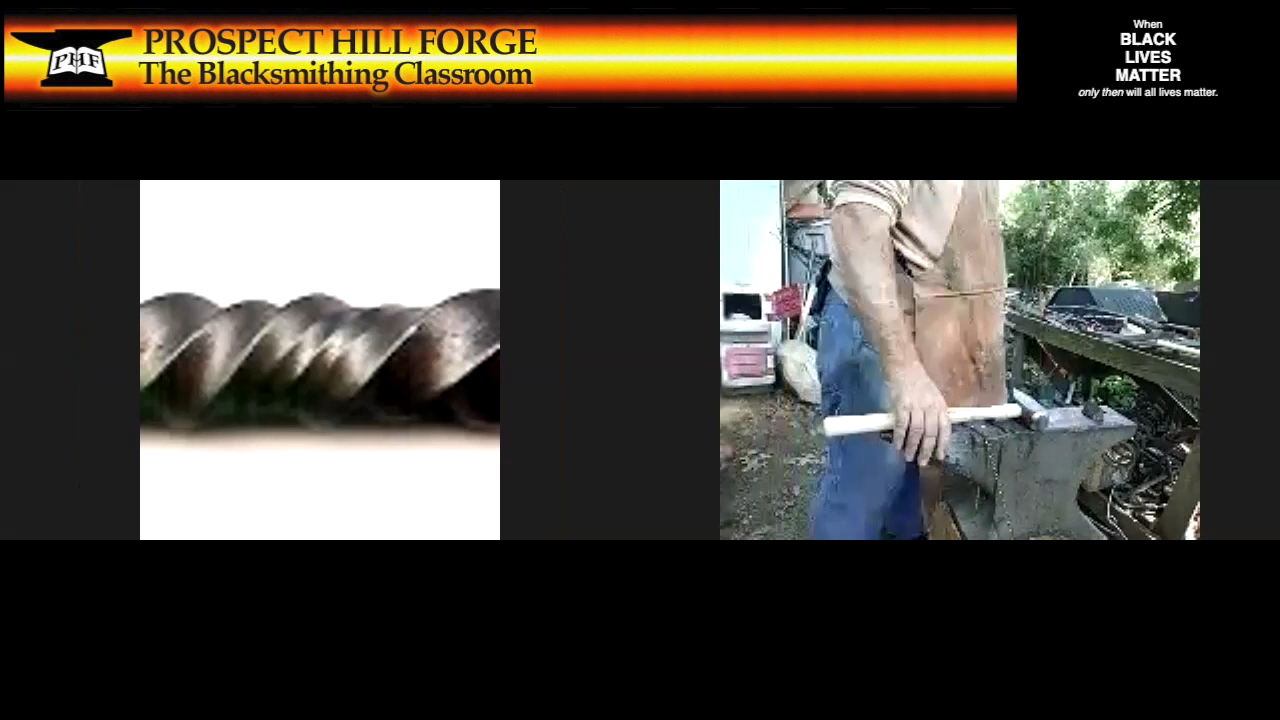 PROSPECT HILL FORGE
The Blacksmithing Classroom
PHF
When
BLACK
LIVES
MATTER
only then will all lives matter.